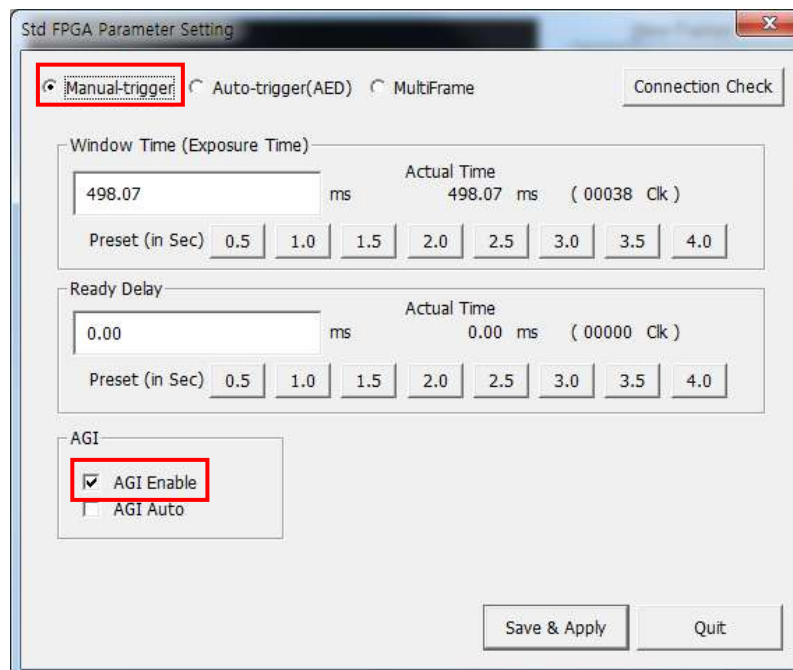 Std FPGA Parameter Setting
Manual-trigger Auto-trigger(AED) MultiFrame Connection Check
Window Time (Exposure Time)
Actual Time
498.07 ms 498.07 ms ( 00038 Clk )
Preset (in Sec) 0.5 1.0 1.5 2.0 2.5 3.0 3.5 4.0
Ready Delay
Actual Time
0.00 ms 0.00 ms ( 00000 Clk )
Preset (in Sec) 0.5 1.0 1.5 2.0 2.5 3.0 3.5 4.0
AGI
AGI Enable
AGI Auto
Save & Apply Quit